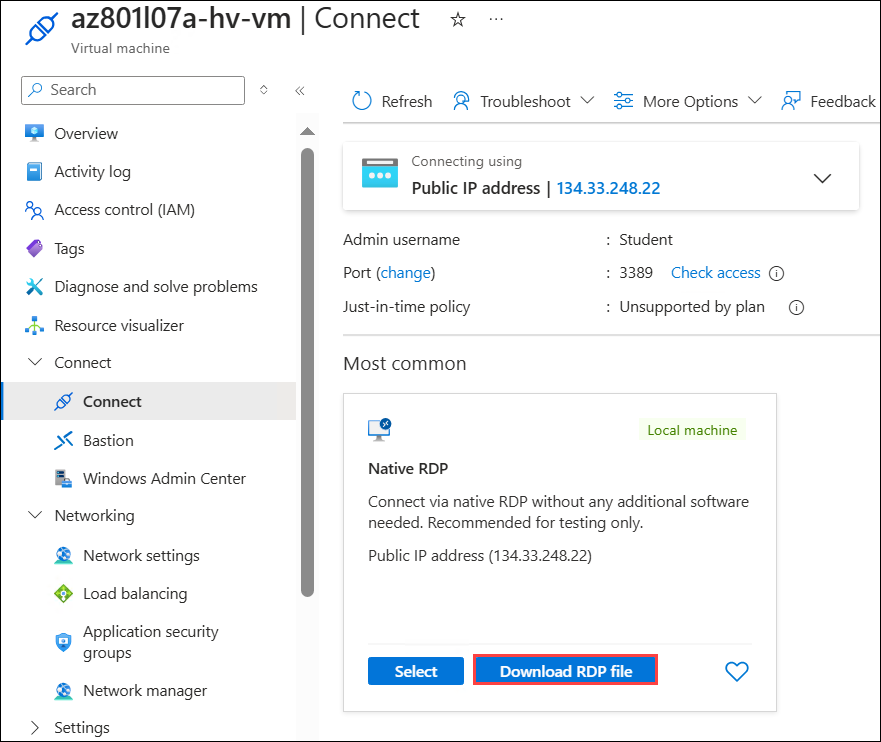 az801l07a-hv-vm | Connect
Virtual machine
Search
Overview
Activity log
Access control (IAM)
Tags
Diagnose and solve problems
Resource visualizer
Connect
Connect
Bastion
Windows Admin Center
Networking
Network settings
Load balancing
Application security
groups
Network manager
Settings
Refresh
Troubleshoot
More Options
Feedback
Connecting using
Public IP address | 134.33.248.22
Admin username : Student
Port (change) : 3389 Check access
Just-in-time policy : Unsupported by plan
Most common
Local machine
Native RDP
Connect via native RDP without any additional software
needed. Recommended for testing only.
Public IP address (134.33.248.22)
Select
Download RDP file